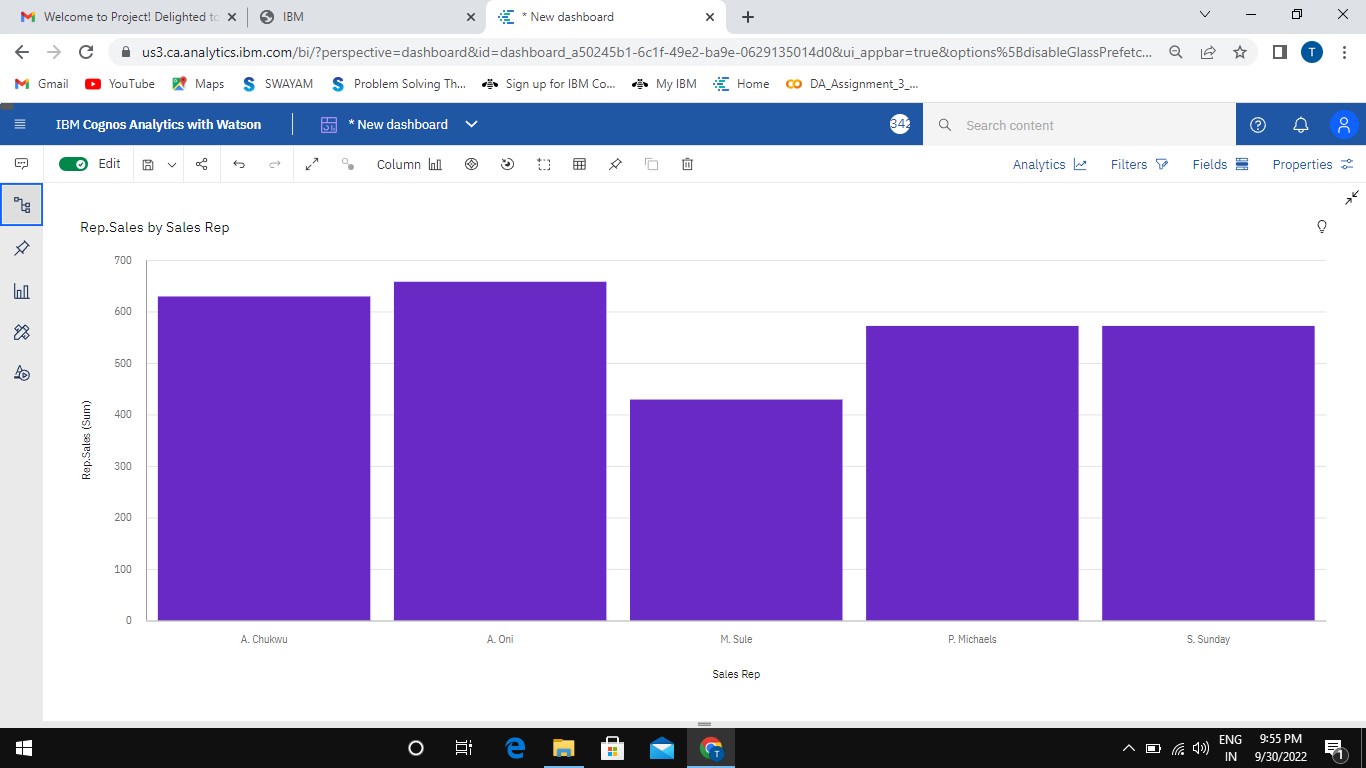 Welcome to Project! Delighted to
IBM
* New dashboard
us3.ca.analytics.ibm.com/bi/?perspective=dashboard&id=dashboard_a50245b1-6c1f-49e2-ba9e-0629135014d0&ui_appbar=true&options%5BdisableGlassPrefetc...
T
Gmail
YouTube
Maps
SWAYAM
Problem Solving Th...
Sign up for IBM Co...
My IBM
Home
DA_Assignment_3_...
IBM Cognos Analytics with Watson
* New dashboard
342
Search content
Edit
Column
Analytics
Filters
Fields
Properties
Rep.Sales by Sales Rep
700
600
500
400
300
200
100
0
Rep.Sales (Sum)
A. Chukwu
A. Oni
M. Sule
P. Michaels
S. Sunday
Sales Rep
T
ENG
IN
9:55 PM
9/30/2022
1